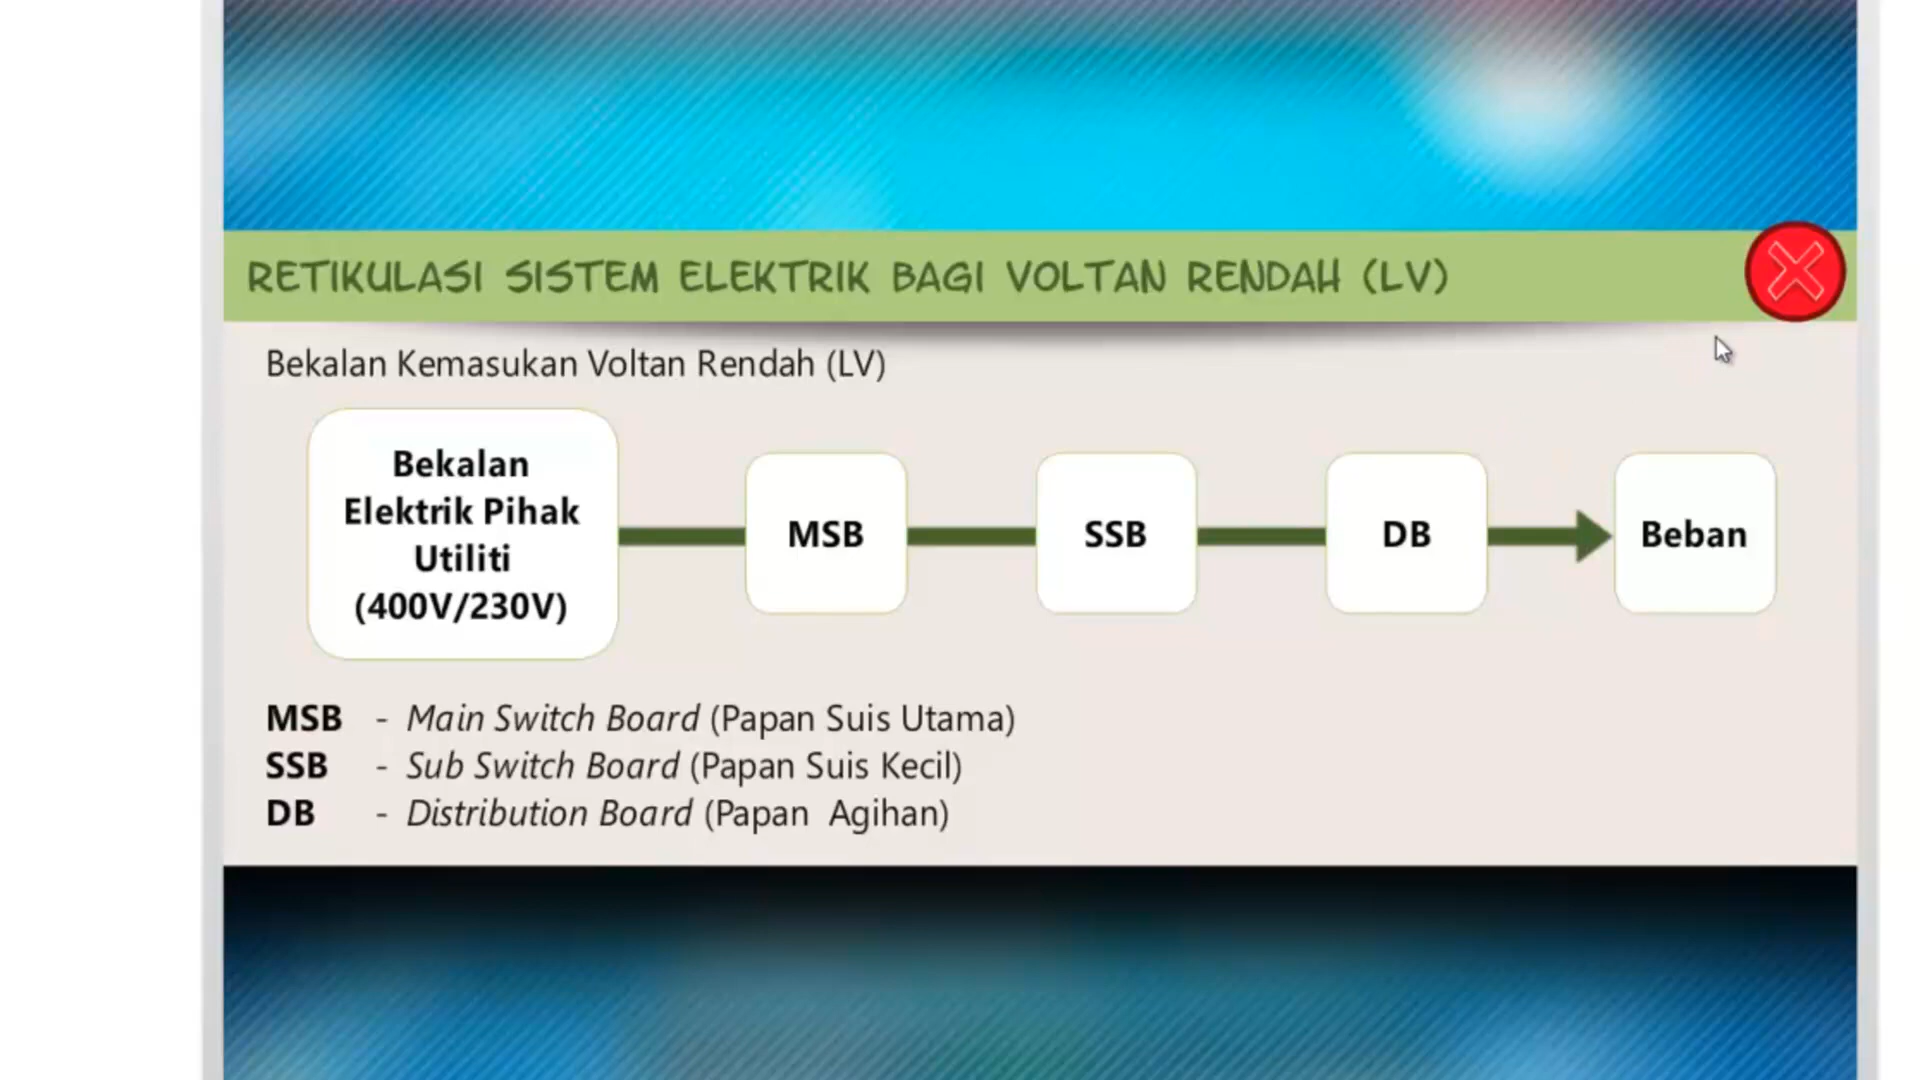 RETIKULASI SISTEM ELEKTRIK BAGI VOLTAN RENDAH (LV)
Bekalan Kemasukan Voltan Rendah (LV)
Bekalan
Elektrik Pihak
Utiliti
(400V/230V)
MSB
SSB
DB
Beban
MSB - Main Switch Board (Papan Suis Utama)
SSB - Sub Switch Board (Papan Suis Kecil)
DB - Distribution Board (Papan Agihan)